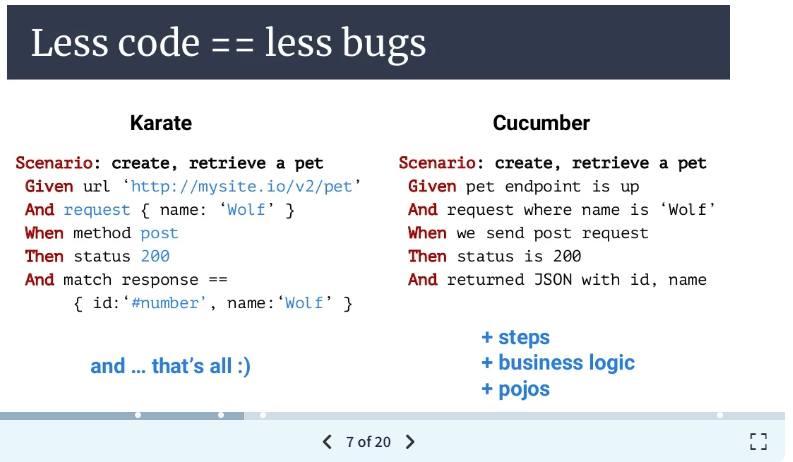 Less code == less bugs
Karate
Scenario: create, retrieve a pet
Given url ‘http://mysite.io/v2/pet’
And request { name: ‘Wolf’ }
When method post
Then status 200
And match response ==
{ id:‘#number’, name:‘Wolf’ }
and … that’s all :)
Cucumber
Scenario: create, retrieve a pet
Given pet endpoint is up
And request where name is ‘Wolf’
When we send post request
Then status is 200
And returned JSON with id, name
+ steps
+ business logic
+ pojos
7 of 20